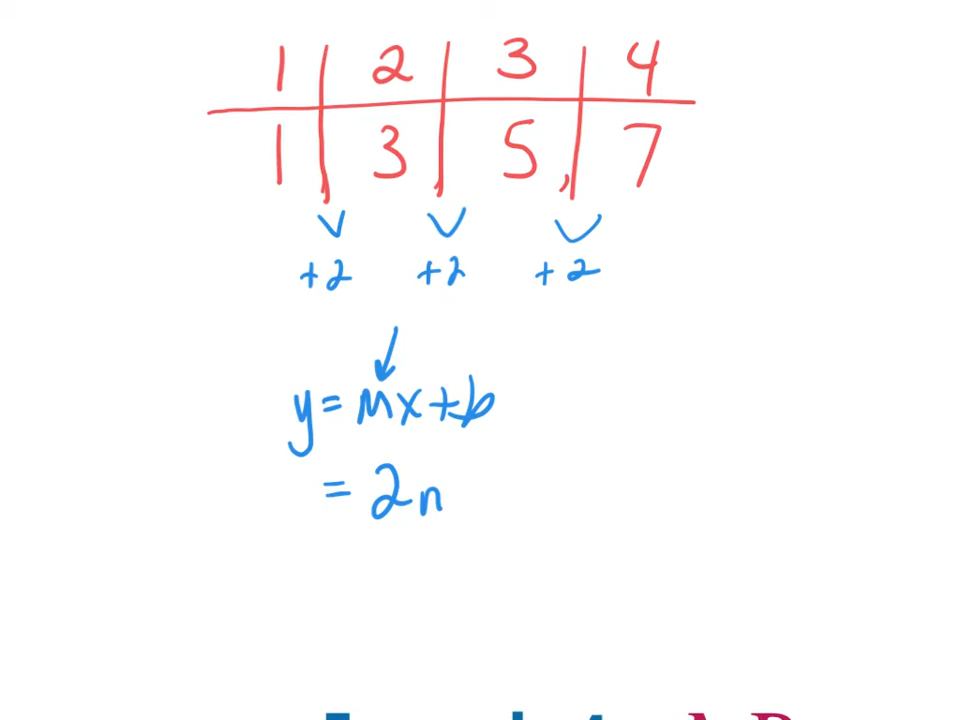 1 2 3 4
1, 3, 5, 7
+2 +2 +2
y = mx + b
= 2n